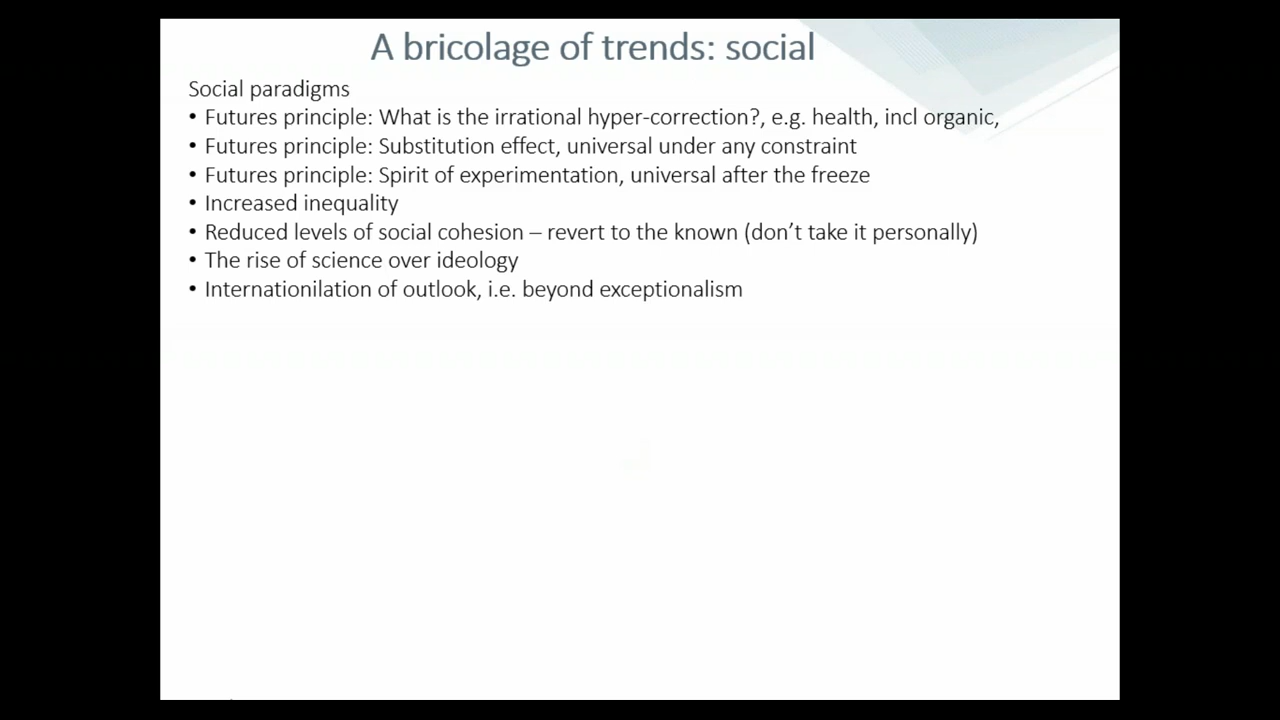 A bricolage of trends: social
Social paradigms
• Futures principle: What is the irrational hyper-correction?, e.g. health, incl organic,
• Futures principle: Substitution effect, universal under any constraint
• Futures principle: Spirit of experimentation, universal after the freeze
• Increased inequality
• Reduced levels of social cohesion – revert to the known (don’t take it personally)
• The rise of science over ideology
• Internationilation of outlook, i.e. beyond exceptionalism